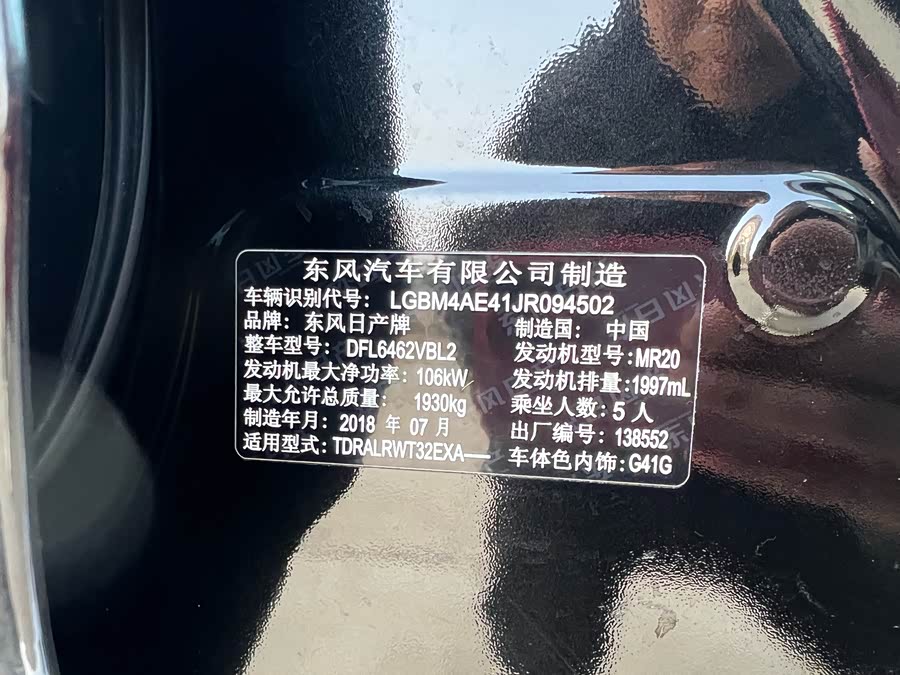 东风汽车有限公司制造
车辆识别代号: LGBM4AE41JR094502
品牌: 东风日产牌 制造国: 中国
整车型号: DFL6462VBL2 发动机型号:MR20
发动机最大净功率: 106kW 发动机排量:1997mL
最大允许总质量: 1930kg 乘坐人数:5人
制造年月: 2018 年 07 月 出厂编号: 138552
适用型式: TDRALRWT32EXA— 车体色内饰:G41G